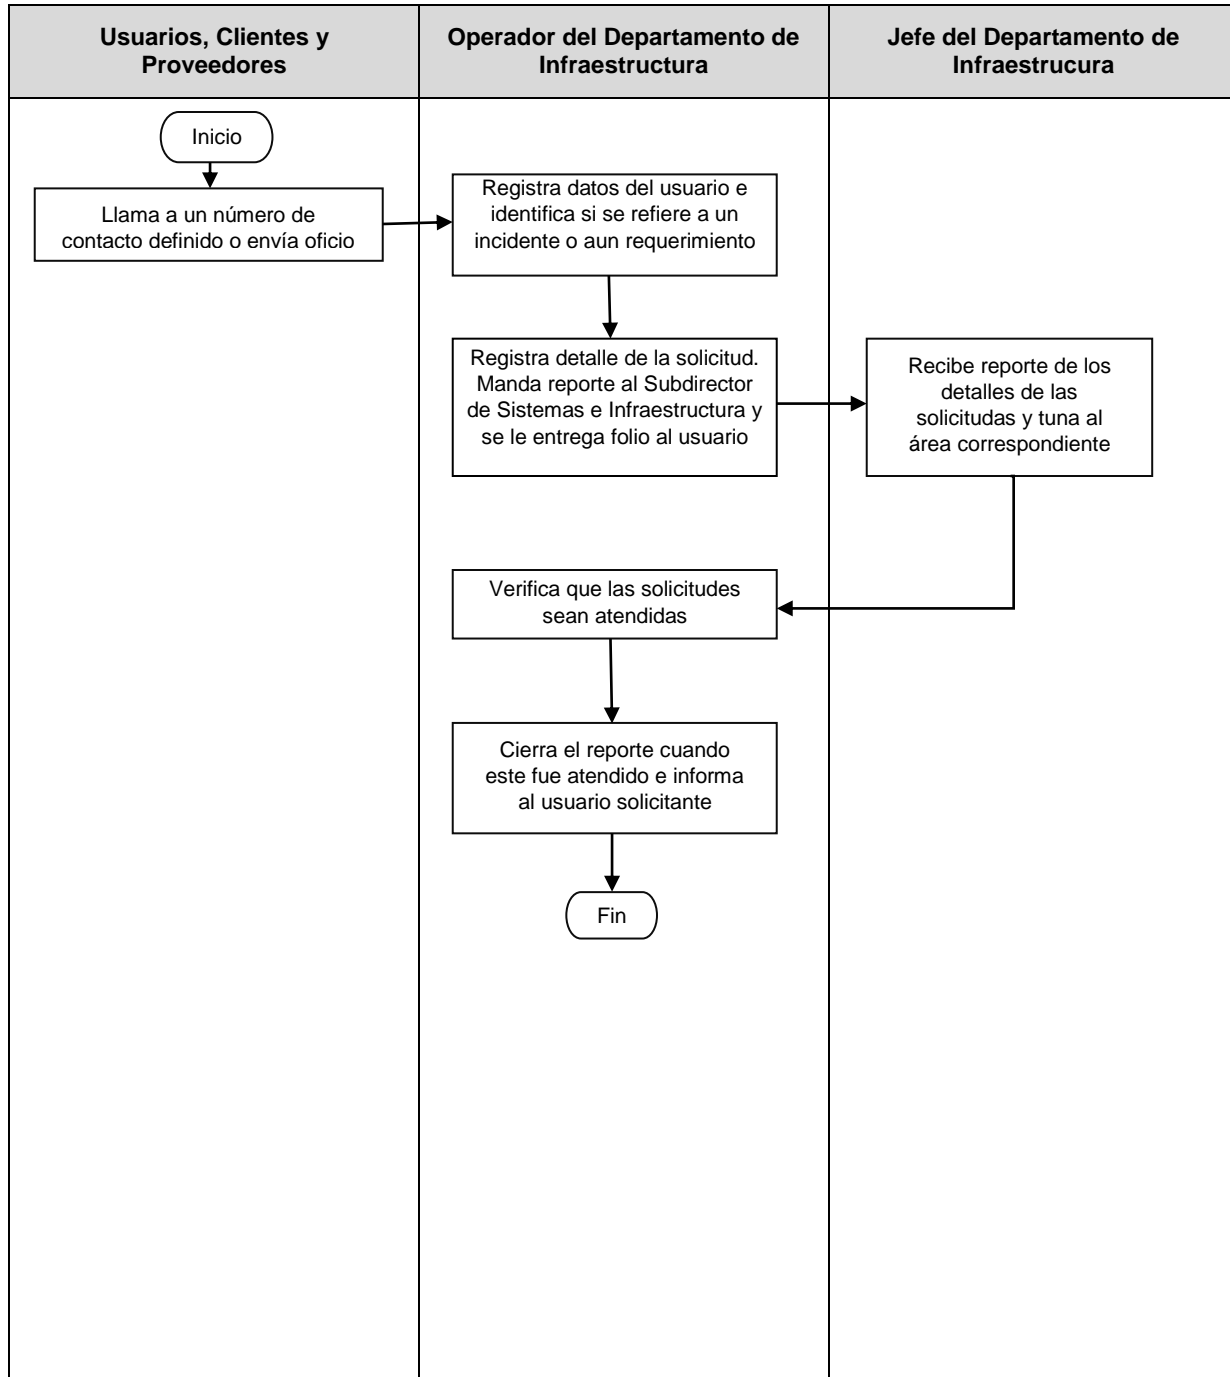 Usuarios, Clientes y
Proveedores
Operador del Departamento de
Infraestructura
Jefe del Departamento de
Infraestrucura
Inicio
Llama a un número de
contacto definido o envía oficio
Registra datos del usuario e
identifica si se refiere a un
incidente o aun requerimiento
Registra detalle de la solicitud.
Manda reporte al Subdirector
de Sistemas e Infraestructura y
se le entrega folio al usuario
Recibe reporte de los
detalles de las
solicitudas y tuna al
área correspondiente
Verifica que las solicitudes
sean atendidas
Cierra el reporte cuando
este fue atendido e informa
al usuario solicitante
Fin